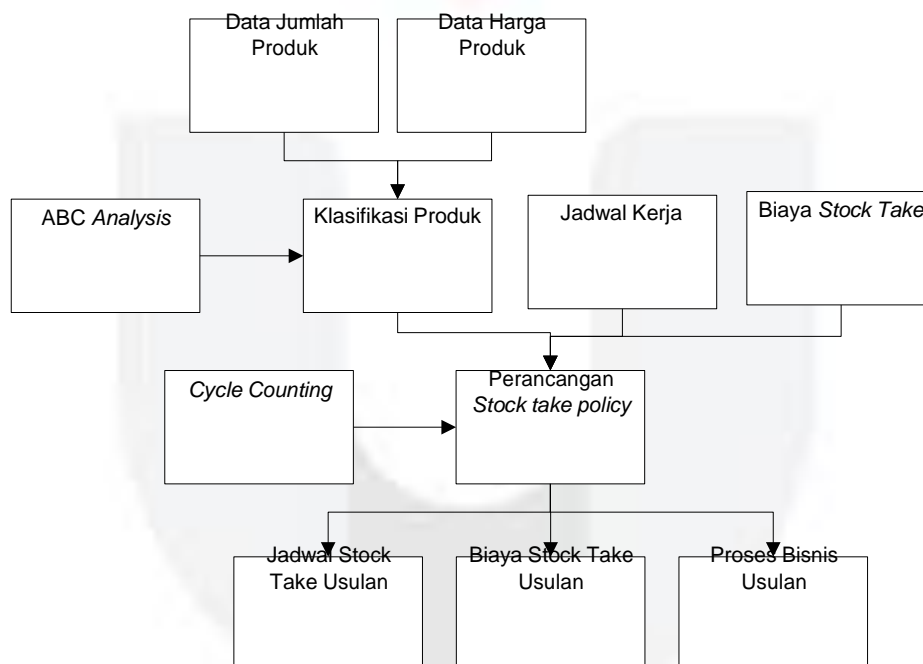 Data Jumlah
Produk
Data Harga
Produk
ABC Analysis
Klasifikasi Produk
Jadwal Kerja
Biaya Stock Take
Cycle Counting
Perancangan
Stock take policy
Jadwal Stock
Take Usulan
Biaya Stock Take
Usulan
Proses Bisnis
Usulan